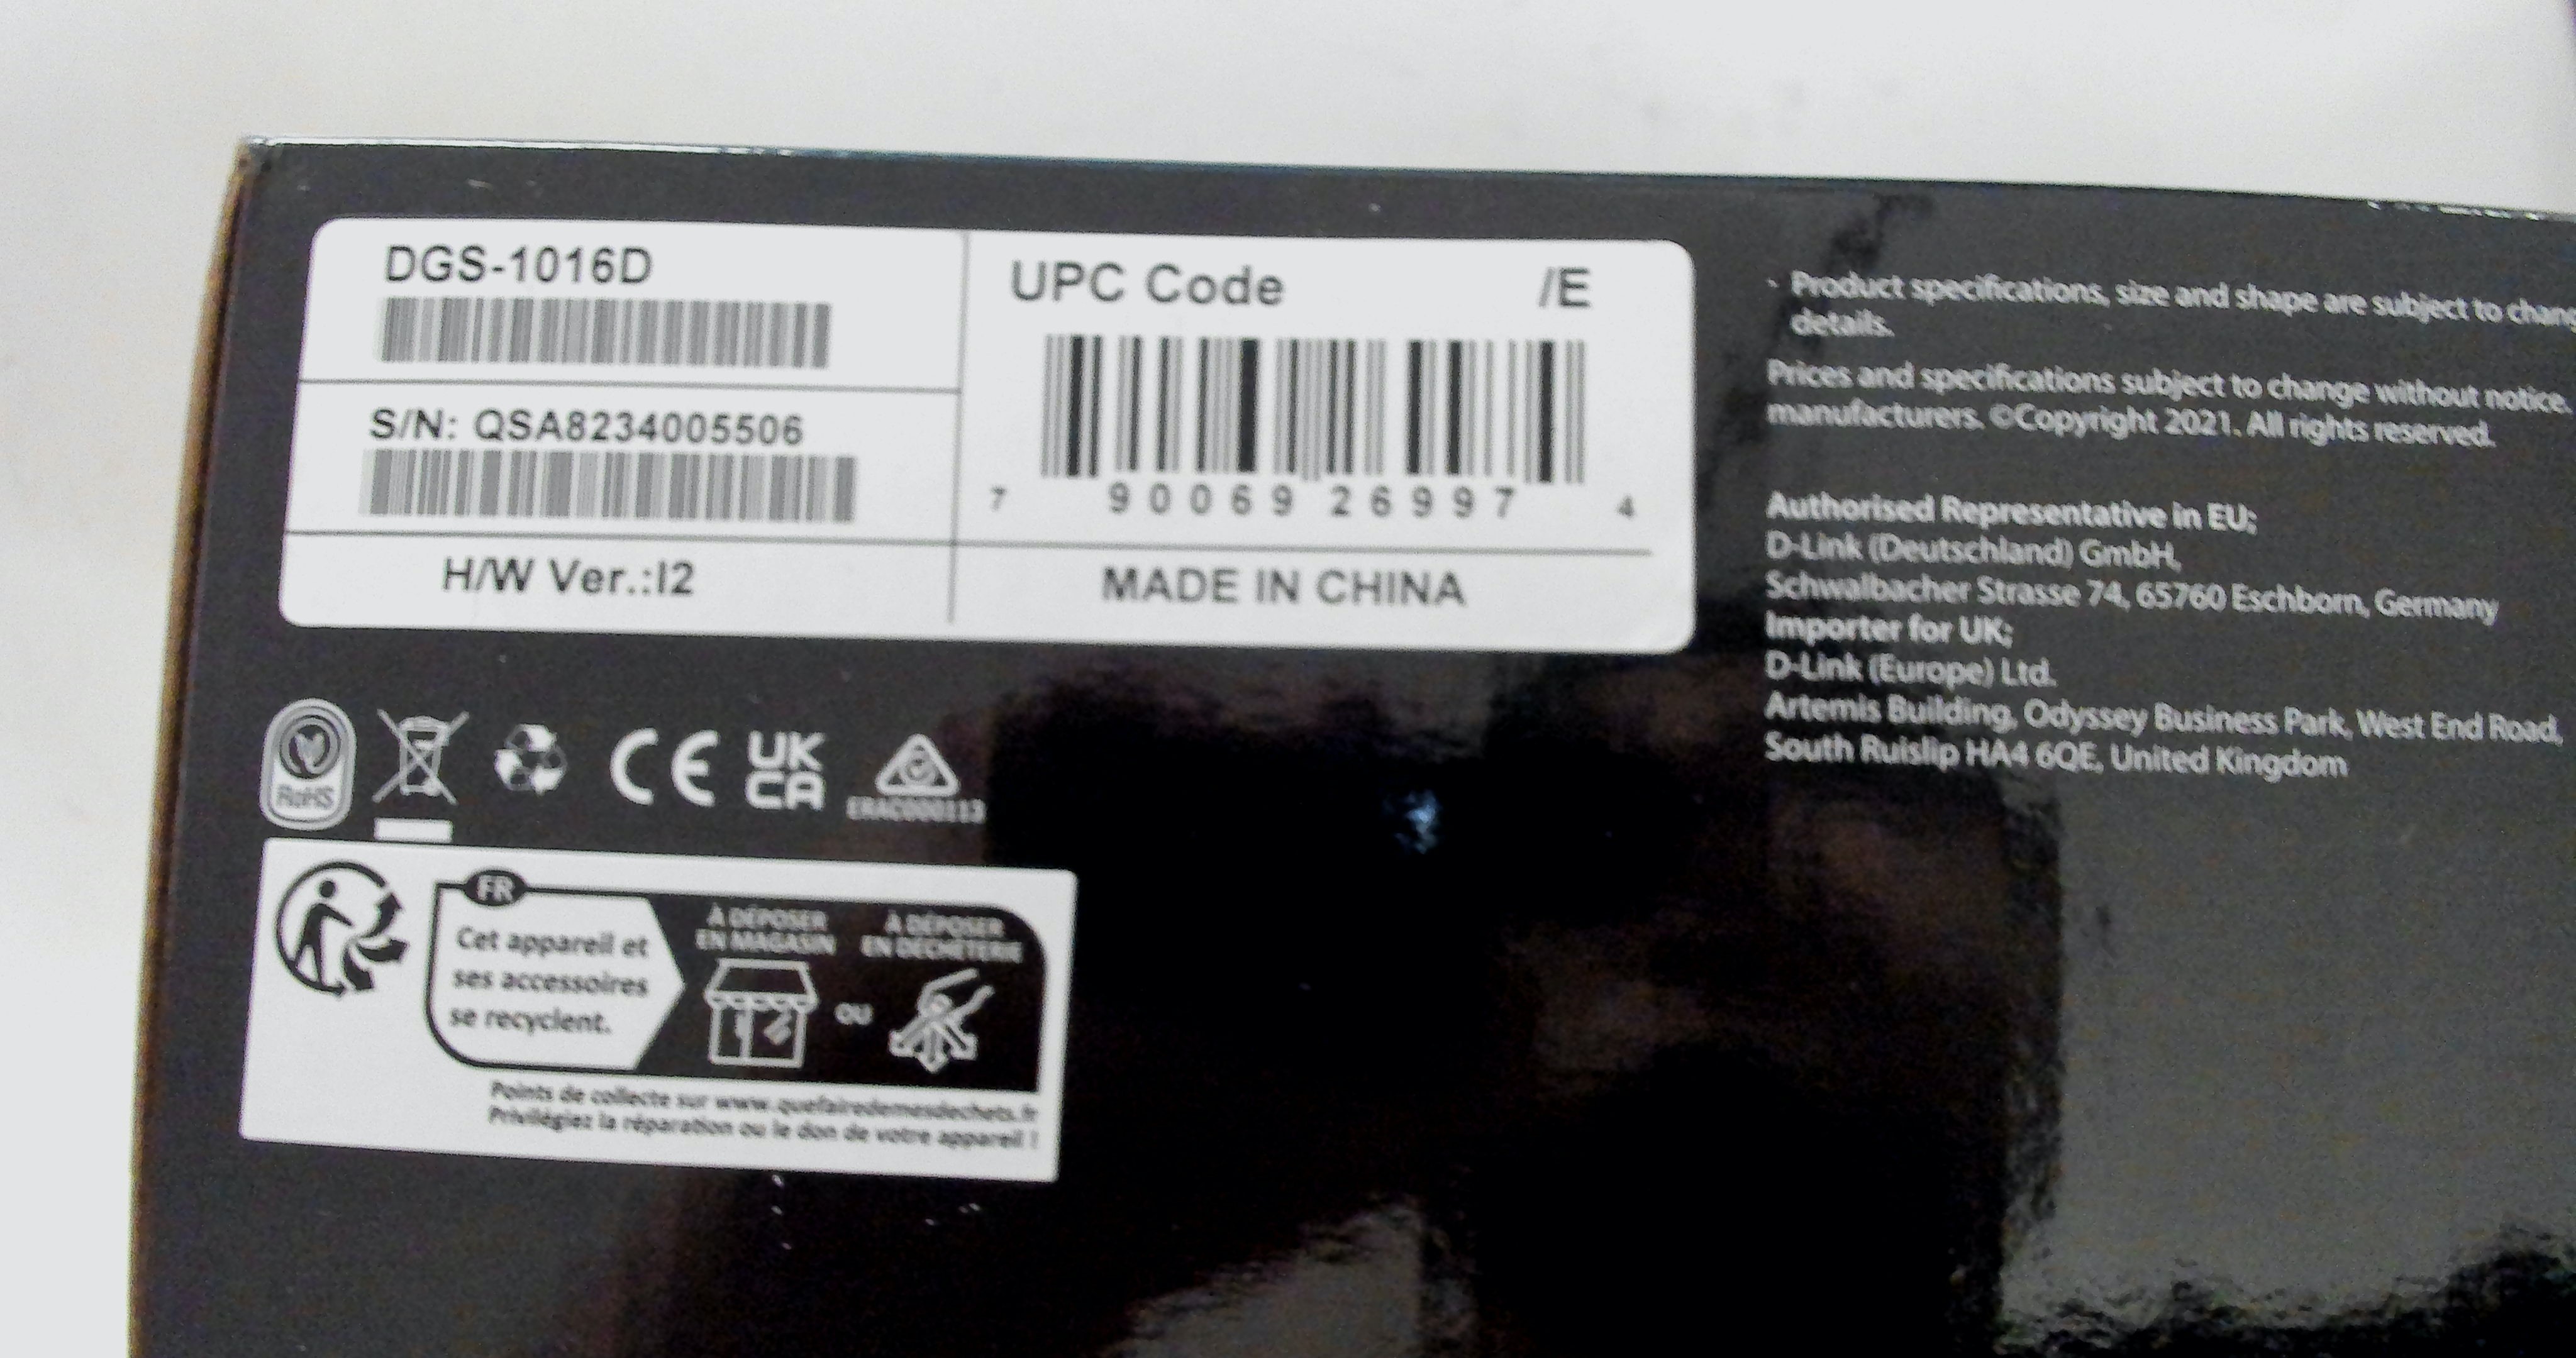 DGS-1016D
S/N: QSA8234005506
H/W Ver.:I2
UPC Code /E
7 90069 26997 4
MADE IN CHINA
RoHS
CE
UK
CA
ERAC000113
FR
Cet appareil et
ses accessoires
se recyclent.
À DÉPOSER
EN MAGASIN
OU
À DÉPOSER
EN DÉCHÈTERIE
Points de collecte sur www.quefairedemesdechets.fr
Privilégiez la réparation ou le don de votre appareil !
· Product specifications, size and shape are subject to
details.
Prices and specifications subject to change without notice.
manufacturers. ©Copyright 2021. All rights reserved.
Authorised Representative in EU;
D-Link (Deutschland) GmbH,
Schwalbacher Strasse 74, 65760 Eschborn, Germany
Importer for UK;
D-Link (Europe) Ltd.
Artemis Building, Odyssey Business Park, West End Road,
South Ruislip HA4 6QE, United Kingdom